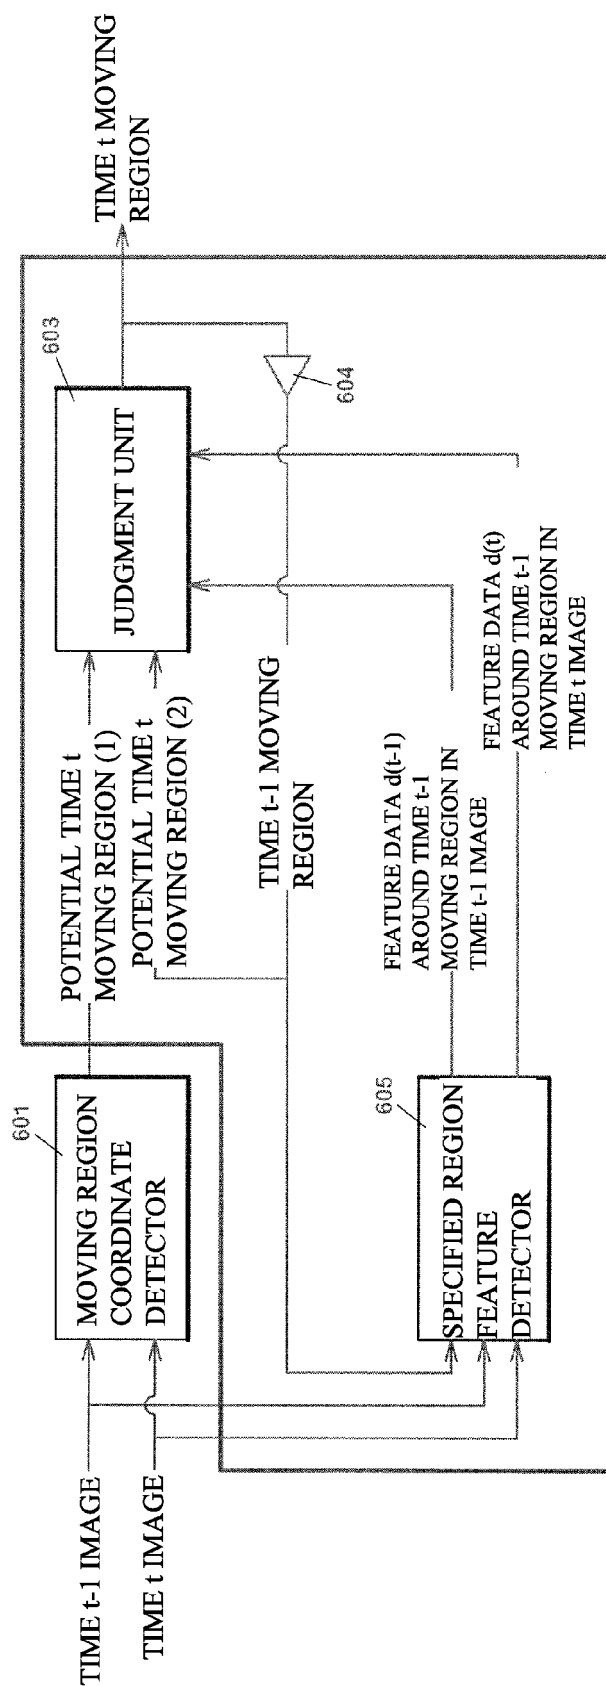 TIME t-1 IMAGE
TIME t IMAGE
601
MOVING REGION
COORDINATE
DETECTOR
POTENTIAL TIME t
MOVING REGION (1)
POTENTIAL TIME t
MOVING REGION (2)
603
JUDGMENT UNIT
TIME t MOVING
REGION
604
TIME t-1 MOVING
REGION
605
SPECIFIED REGION
FEATURE
DETECTOR
FEATURE DATA d(t-1)
AROUND TIME t-1
MOVING REGION IN
TIME t-1 IMAGE
FEATURE DATA d(t)
AROUND TIME t-1
MOVING REGION IN
TIME t IMAGE